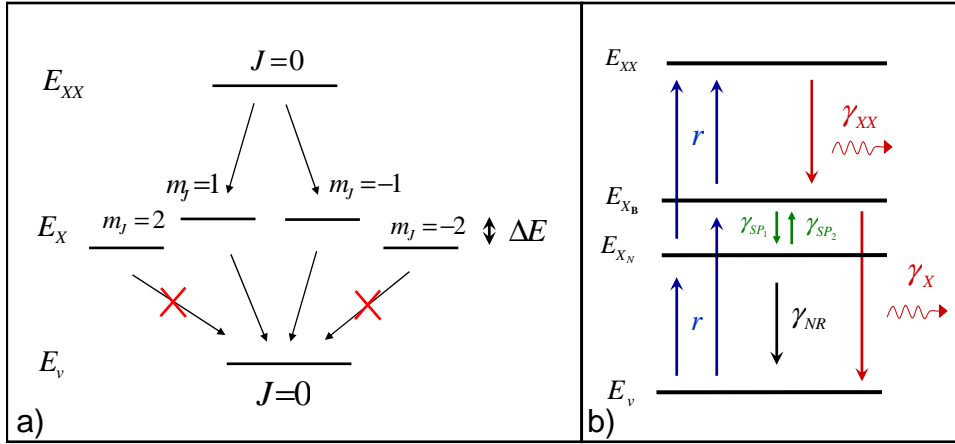 a)
E_XX
J=0
m_J=1
m_J=-1
E_X
m_J=2
m_J=-2
ΔE
E_v
J=0
b)
E_XX
r
γ_XX
E_X_B
γ_SP_1
γ_SP_2
E_X_N
γ_X
r
γ_NR
E_v